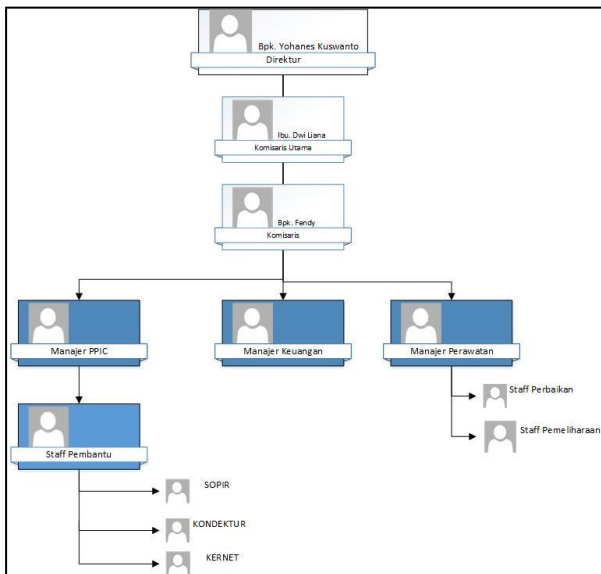 Bpk. Yohanes Kuswanto
Direktur
Ibu. Dwi Liana
Komisaris Utama
Bpk. Fendy
Komisaris
Manajer PPIC
Manajer Keuangan
Manajer Perawatan
Staff Perbaikan
Staff Pemeliharaan
Staff Pembantu
SOPIR
KONDEKTUR
KERNET